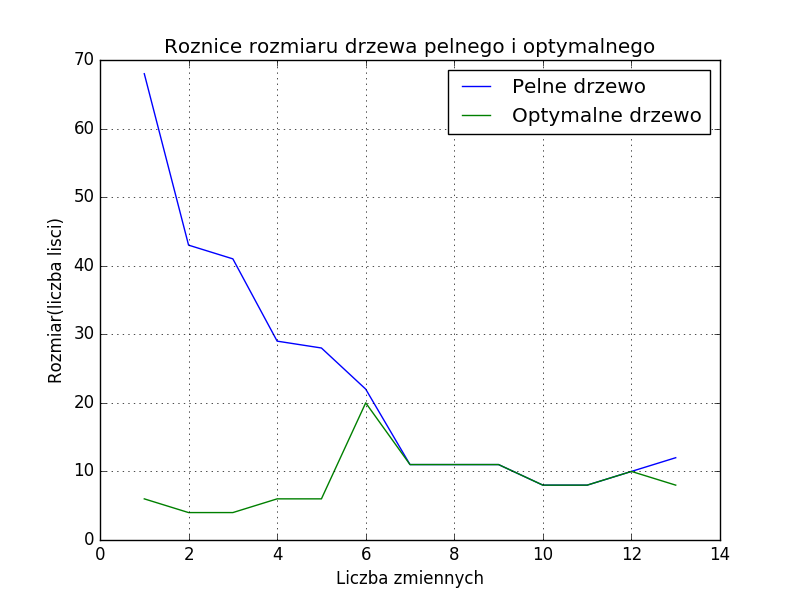 Roznice rozmiaru drzewa pelnego i optymalnego
Pelne drzewo
Optymalne drzewo
Rozmiar(liczba lisci)
70
60
50
40
30
20
10
0
0 2 4 6 8 10 12 14
Liczba zmiennych